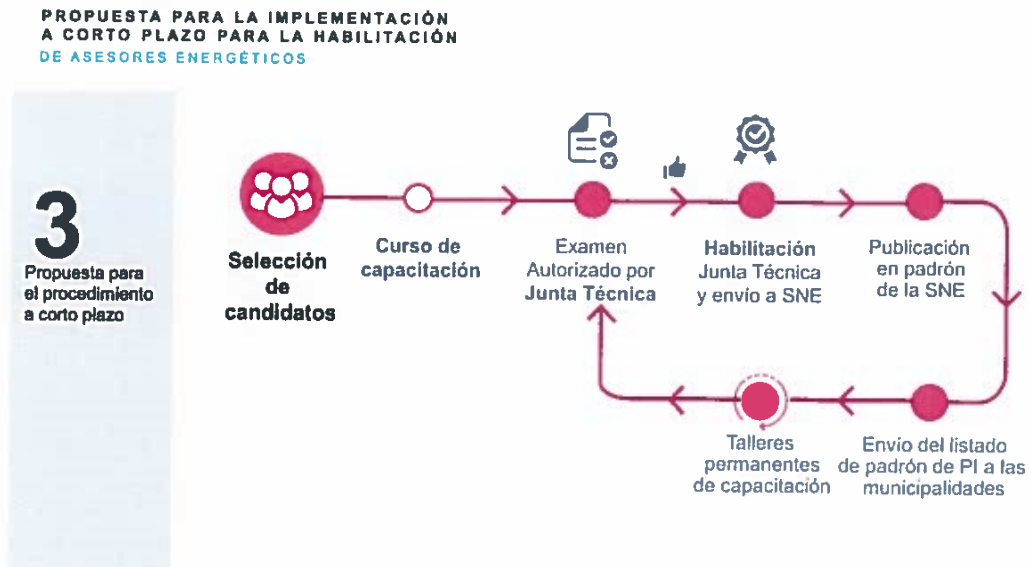 PROPUESTA PARA LA IMPLEMENTACIÓN
A CORTO PLAZO PARA LA HABILITACIÓN
DE ASESORES ENERGÉTICOS
3
Propuesta para
el procedimiento
a corto plazo
Selección
de
candidatos
Curso de
capacitación
Examen
Autorizado por
Junta Técnica
Habilitación
Junta Técnica
y envío a SNE
Publicación
en padrón
de la SNE
Talleres
permanentes
de capacitación
Envío del listado
de padrón de PI a las
municipalidades